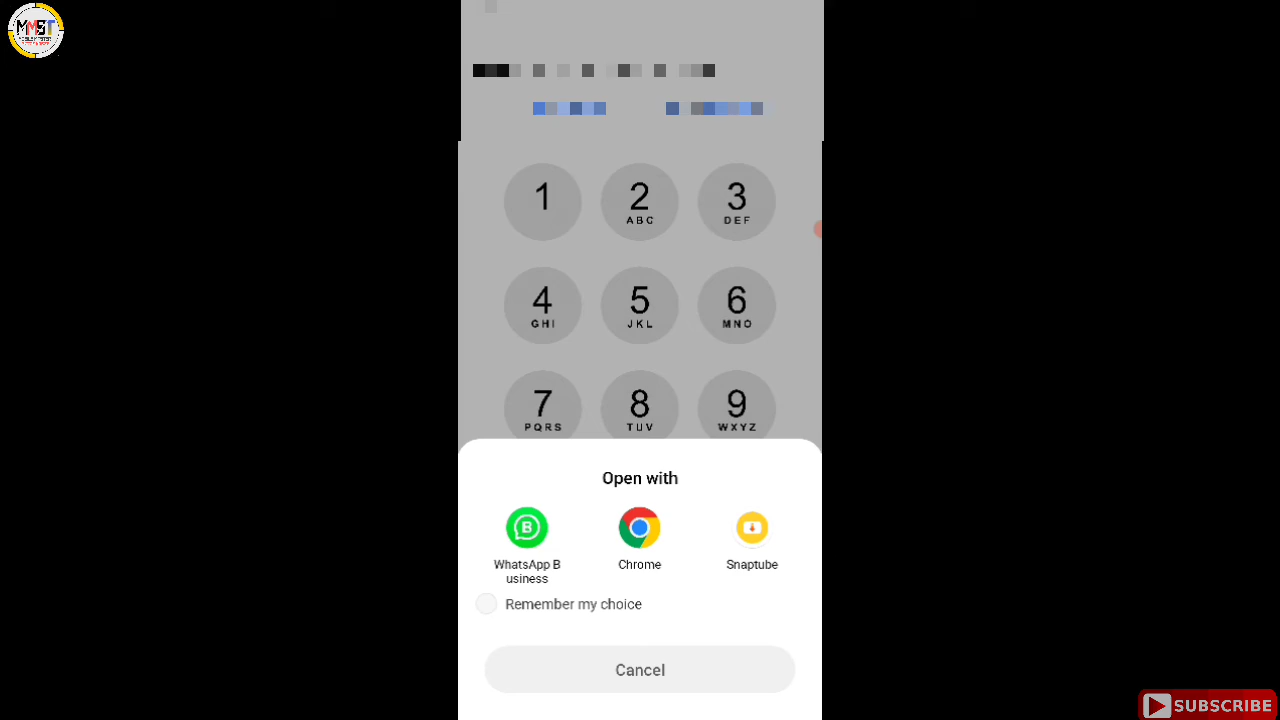 MMBT
1
2
3
ABC
DEF
4
5
6
GHI
JKL
MNO
7
8
9
PQRS
TUV
WXYZ
Open with
WhatsApp B
usiness
Chrome
Snaptube
Remember my choice
Cancel
SUBSCRIBE